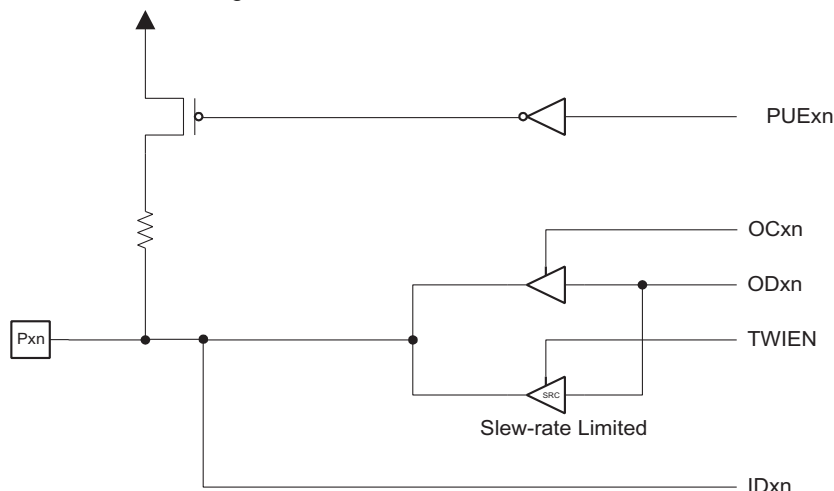 PUExn
OCxn
ODxn
Pxn
TWIEN
SRC
Slew-rate Limited
IDxn